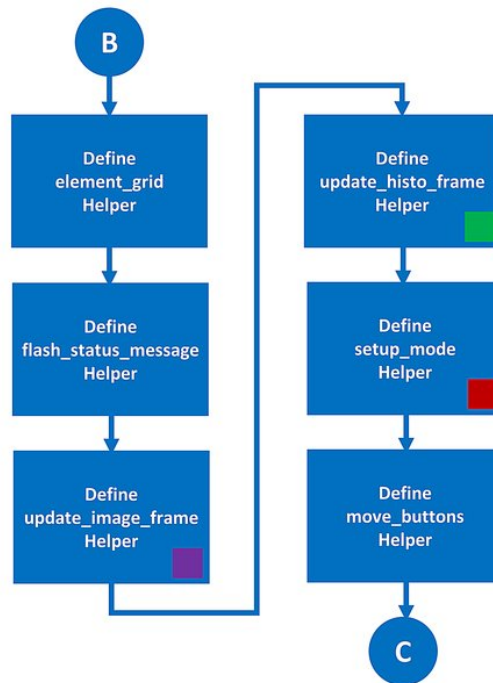 B
Define
element_grid
Helper
Define
flash_status_message
Helper
Define
update_image_frame
Helper
Define
update_histo_frame
Helper
Define
setup_mode
Helper
Define
move_buttons
Helper
C